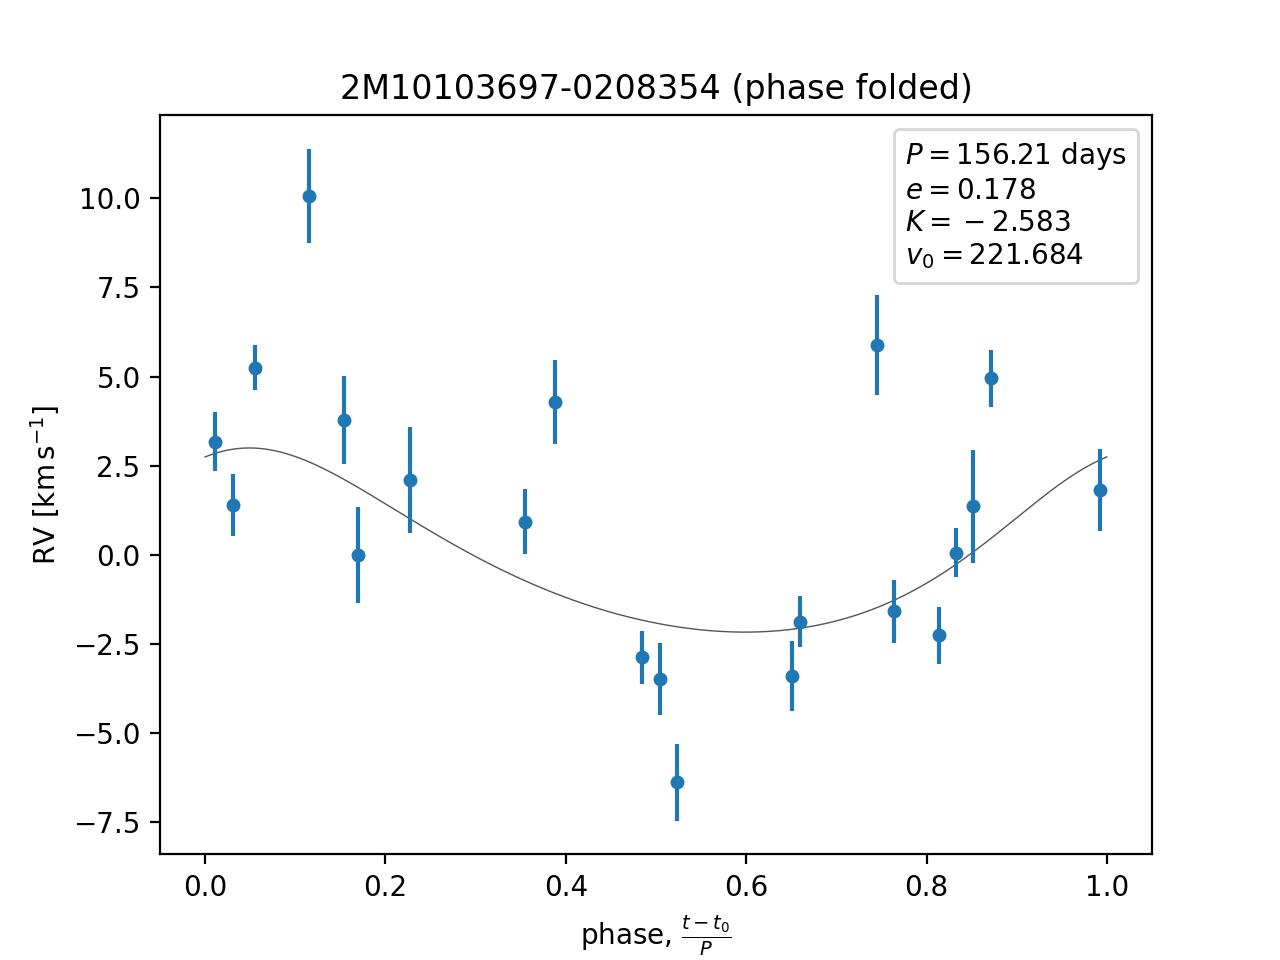 2M10103697-0208354 (phase folded)
P = 156.21 days
e = 0.178
K = −2.583
v₀ = 221.684
10.0
7.5
5.0
2.5
0.0
−2.5
−5.0
−7.5
RV [km s⁻¹]
0.0 0.2 0.4 0.6 0.8 1.0
phase, (t − t₀)/P